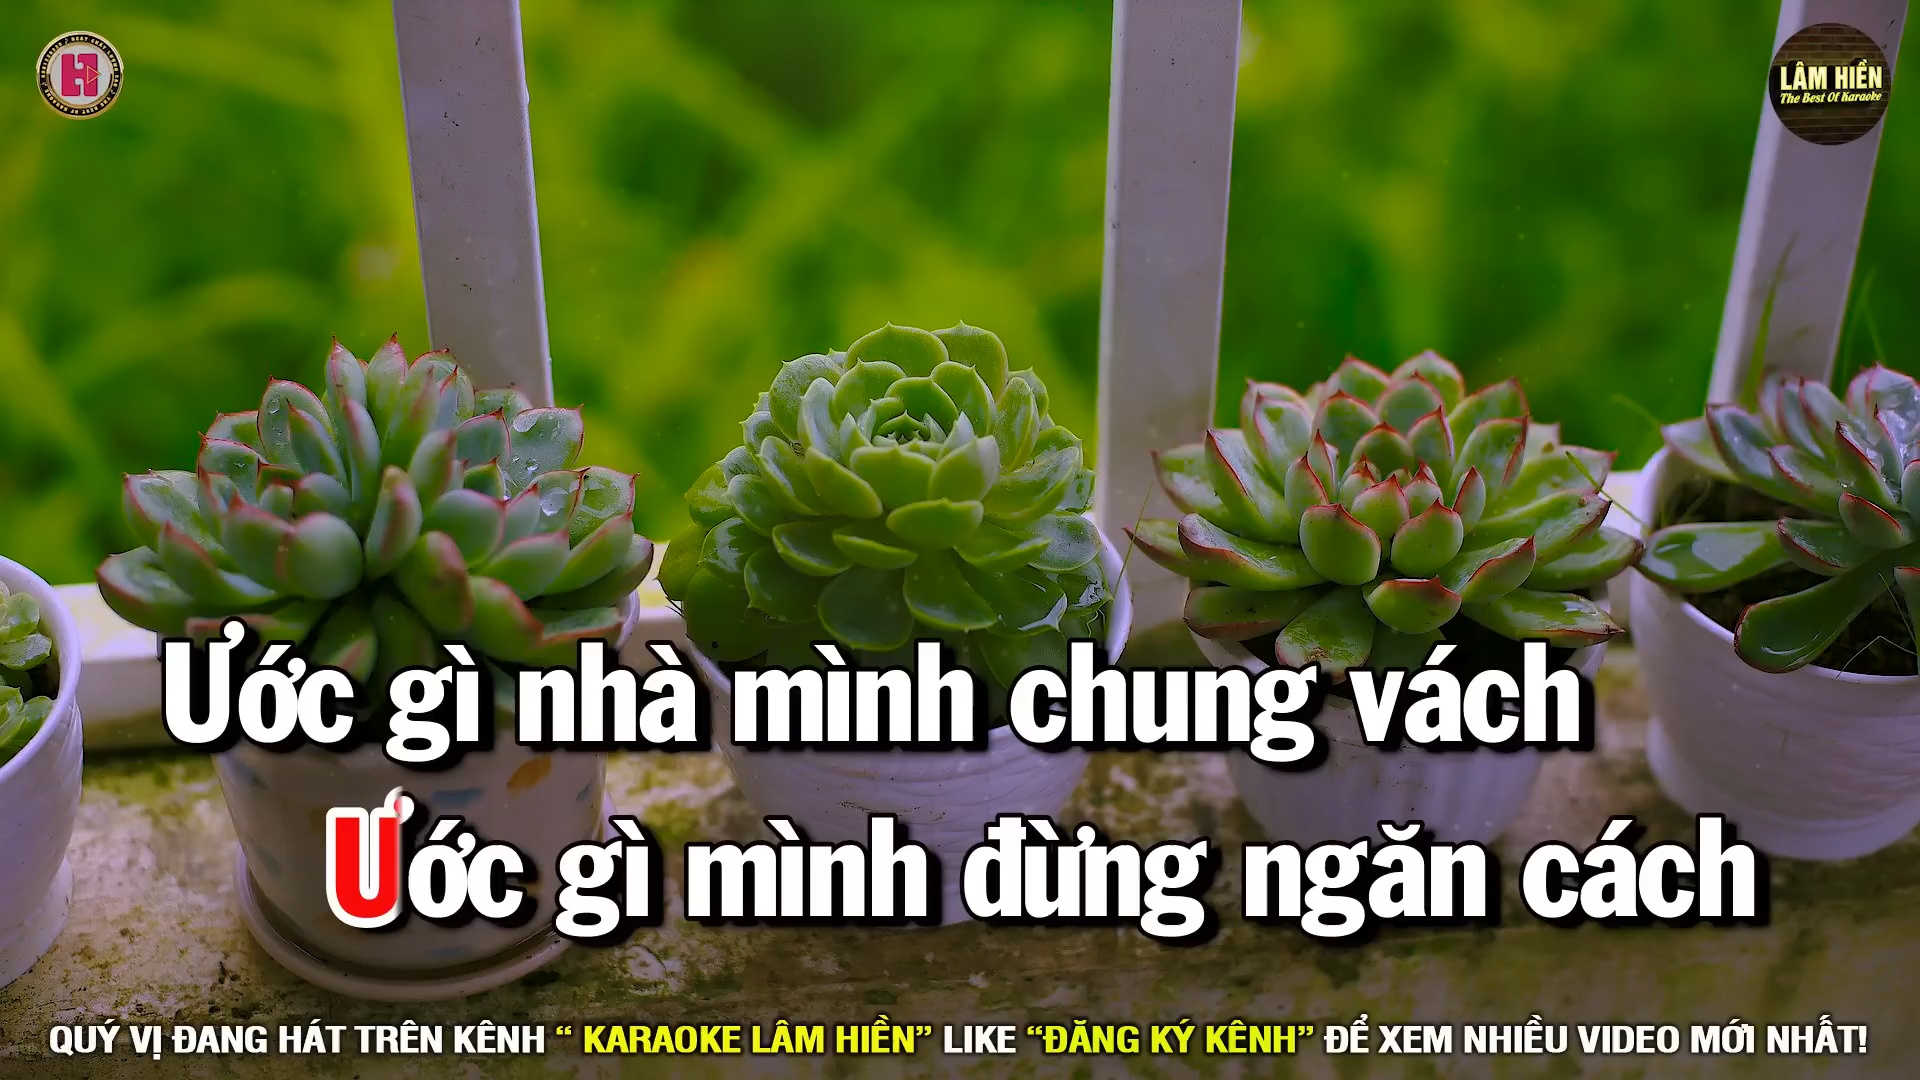 LÂM HIỀN
The Best Of Karaoke
Ước gì nhà mình chung vách
Ước gì mình đừng ngăn cách
QUÝ VỊ ĐANG HÁT TRÊN KÊNH “ KARAOKE LÂM HIỀN” LIKE “ĐĂNG KÝ KÊNH” ĐỂ XEM NHIỀU VIDEO MỚI NHẤT!